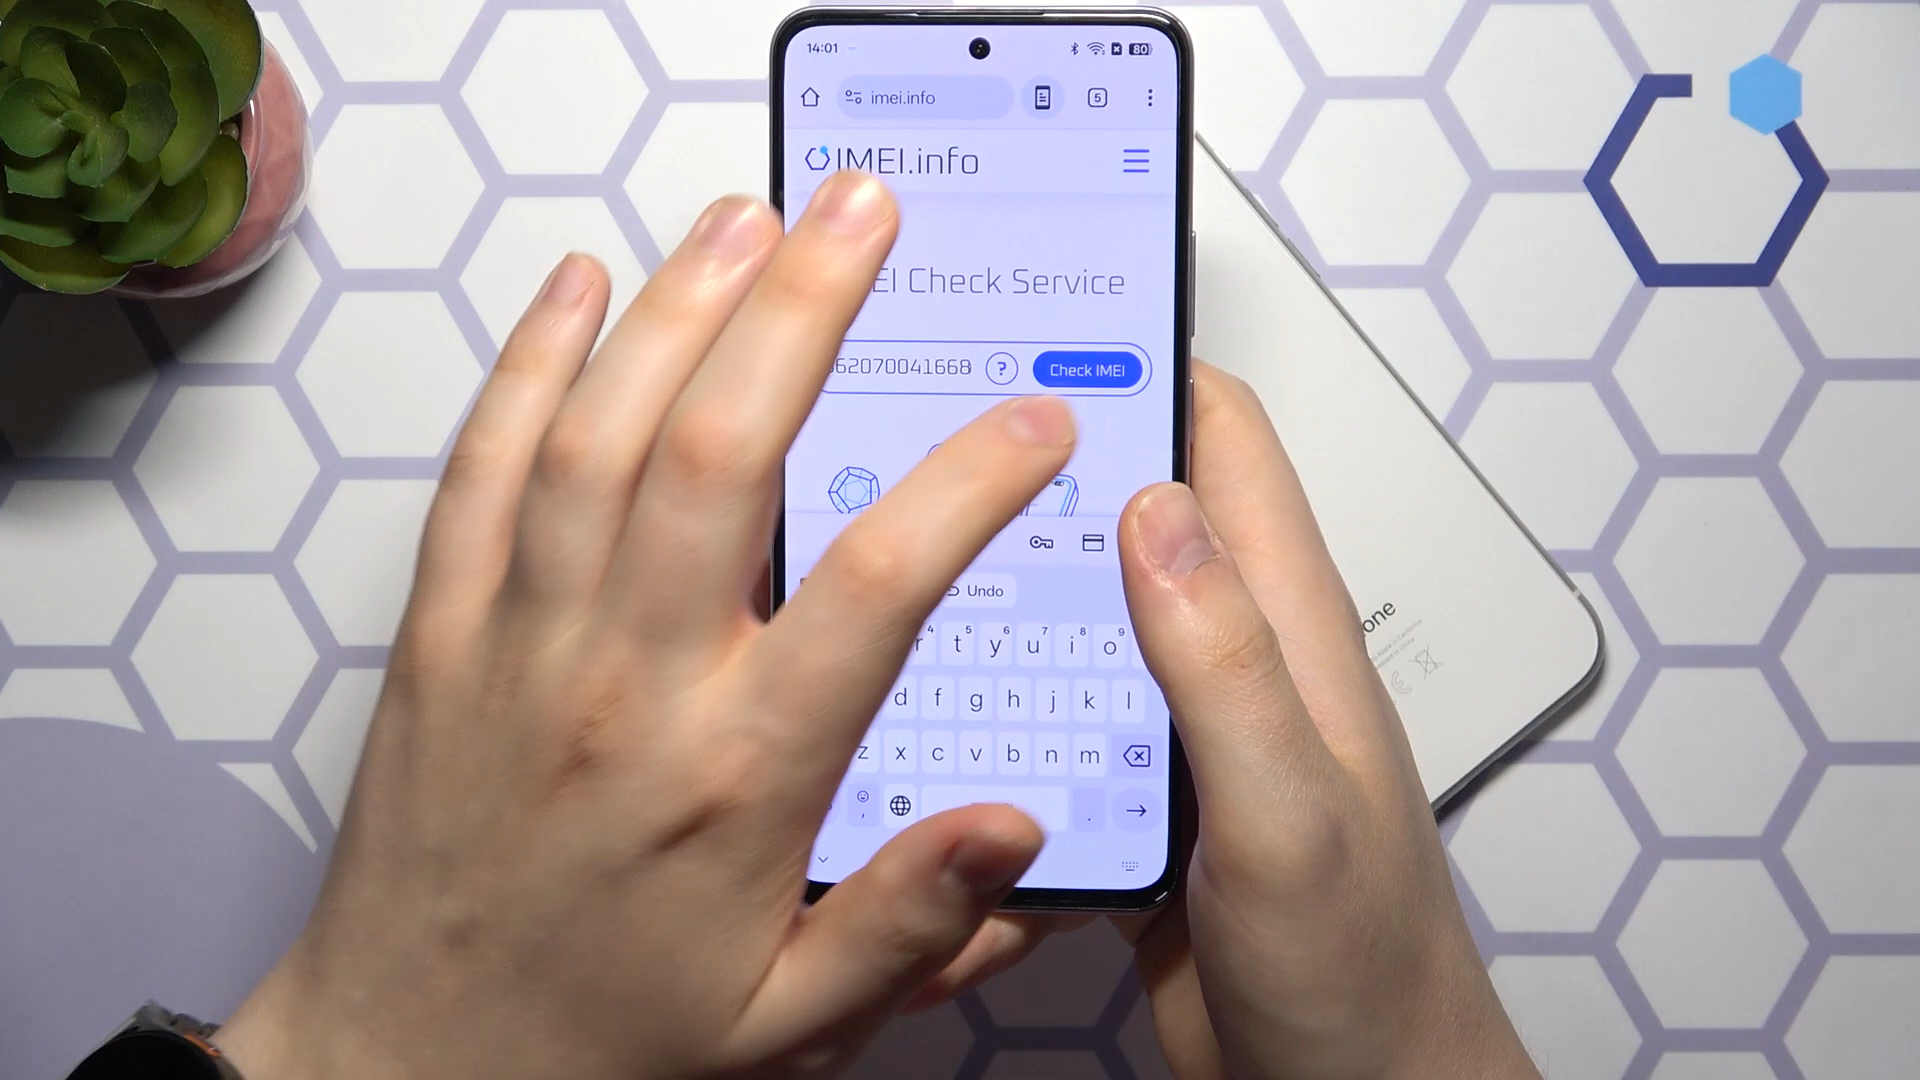 14:01
80
imei.info
5
IMEI.info
EI Check Service
62070041668
?
Check IMEI
Undo
4 5 6 7 8 9
r t y u i o
d f g h j k l
z x c v b n m
, .
one